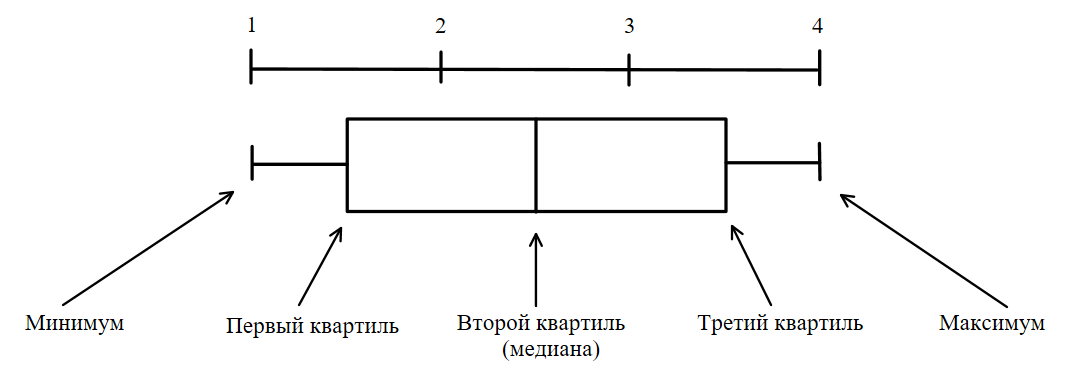 1
2
3
4
Минимум
Первый квартиль
Второй квартиль
(медиана)
Третий квартиль
Максимум